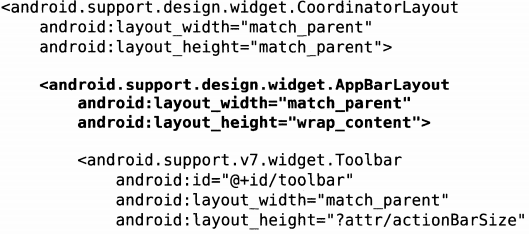 <android.support.design.widget.CoordinatorLayout
    android:layout_width="match_parent"
    android:layout_height="match_parent">

    <android.support.design.widget.AppBarLayout
        android:layout_width="match_parent"
        android:layout_height="wrap_content">

        <android.support.v7.widget.Toolbar
            android:id="@+id/toolbar"
            android:layout_width="match_parent"
            android:layout_height="?attr/actionBarSize"